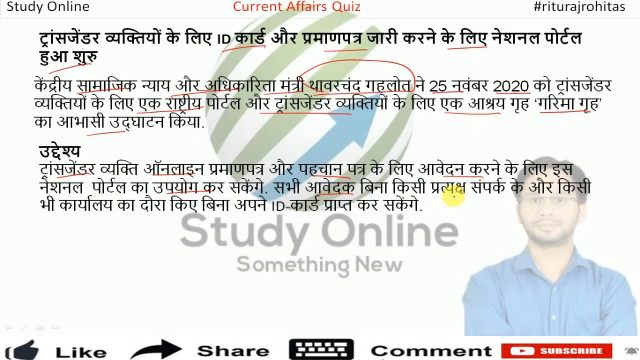 Study Online Current Affairs Quiz #riturajrohitas
ट्रांसजेंडर व्यक्तियों के लिए ID कार्ड और प्रमाणपत्र जारी करने के लिए नेशनल पोर्टल
हुआ शुरु
केंद्रीय सामाजिक न्याय और अधिकारिता मंत्री थावरचंद गहलोत ने 25 नवंबर 2020 को ट्रांसजेंडर
व्यक्तियों के लिए एक राष्ट्रीय पोर्टल और ट्रांसजेंडर व्यक्तियों के लिए एक आश्रय गृह 'गरिमा गृह'
का आभासी उद्घाटन किया.
उद्देश्य
ट्रांसजेंडर व्यक्ति ऑनलाइन प्रमाणपत्र और पहचान पत्र के लिए आवेदन करने के लिए इस
नेशनल पोर्टल का उपयोग कर सकेंगे. सभी आवेदक बिना किसी प्रत्यक्ष संपर्क के और किसी
भी कार्यालय का दौरा किए बिना अपने ID-कार्ड प्राप्त कर सकेंगे.
Study Online
Something New
Like Share Comment SUBSCRIBE